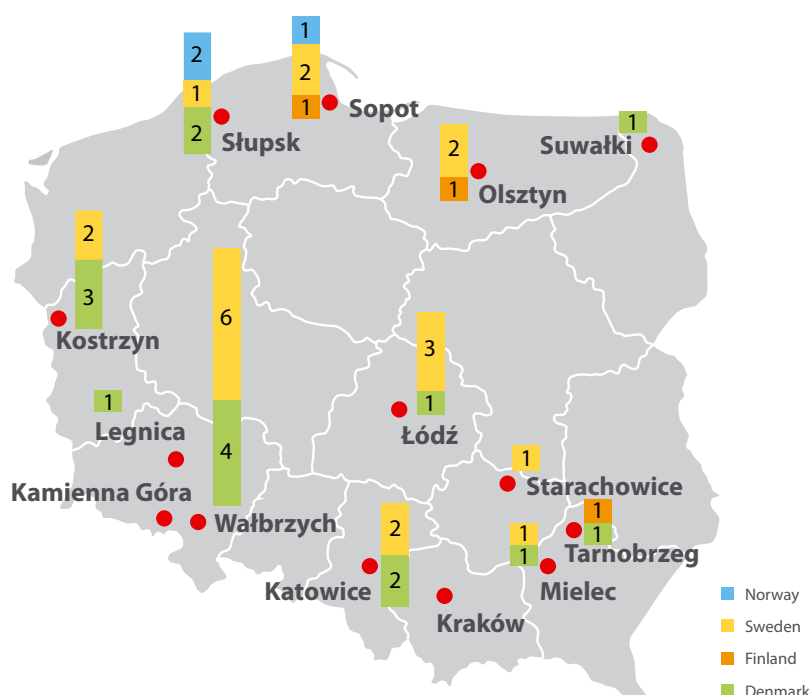 1
2
2
1
1
2
1
Sopot
Słupsk
1
Suwałki
2
1
Olsztyn
2
3
Kostrzyn
6
4
3
1
Łódź
1
Legnica
Kamienna Góra
Wałbrzych
1
Starachowice
1
1
Tarnobrzeg
1
1
Mielec
2
2
Katowice
Kraków
Norway
Sweden
Finland
Denmark